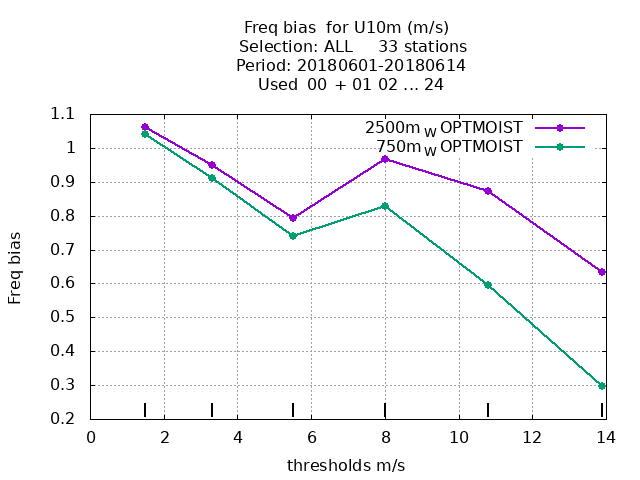 Freq bias  for U10m (m/s)
Selection: ALL     33 stations
Period: 20180601-20180614
Used  00  + 01 02 ... 24
2500m W OPTMOIST
750m W OPTMOIST
1.1
1
0.9
0.8
0.7
0.6
0.5
0.4
0.3
0.2
Freq bias
0 2 4 6 8 10 12 14
thresholds m/s